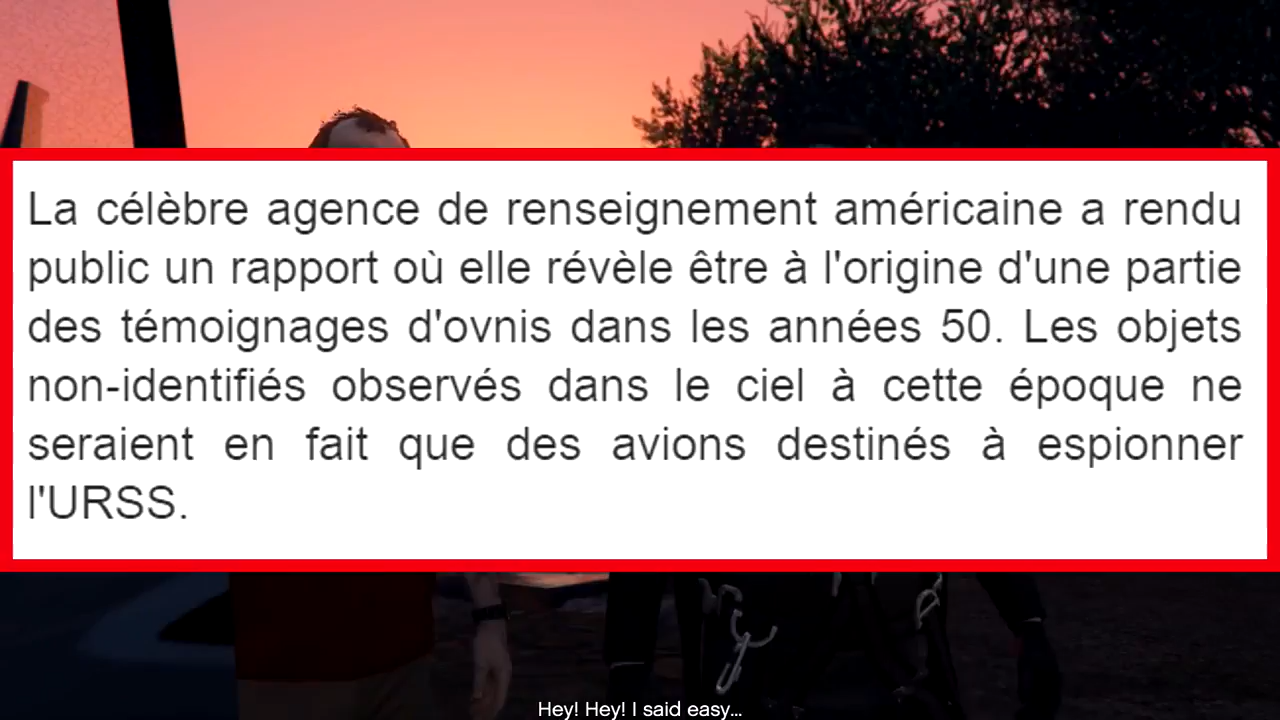 La célèbre agence de renseignement américaine a rendu
public un rapport où elle révèle être à l'origine d'une partie
des témoignages d'ovnis dans les années 50. Les objets
non-identifiés observés dans le ciel à cette époque ne
seraient en fait que des avions destinés à espionner
l'URSS.
Hey! Hey! I said easy...